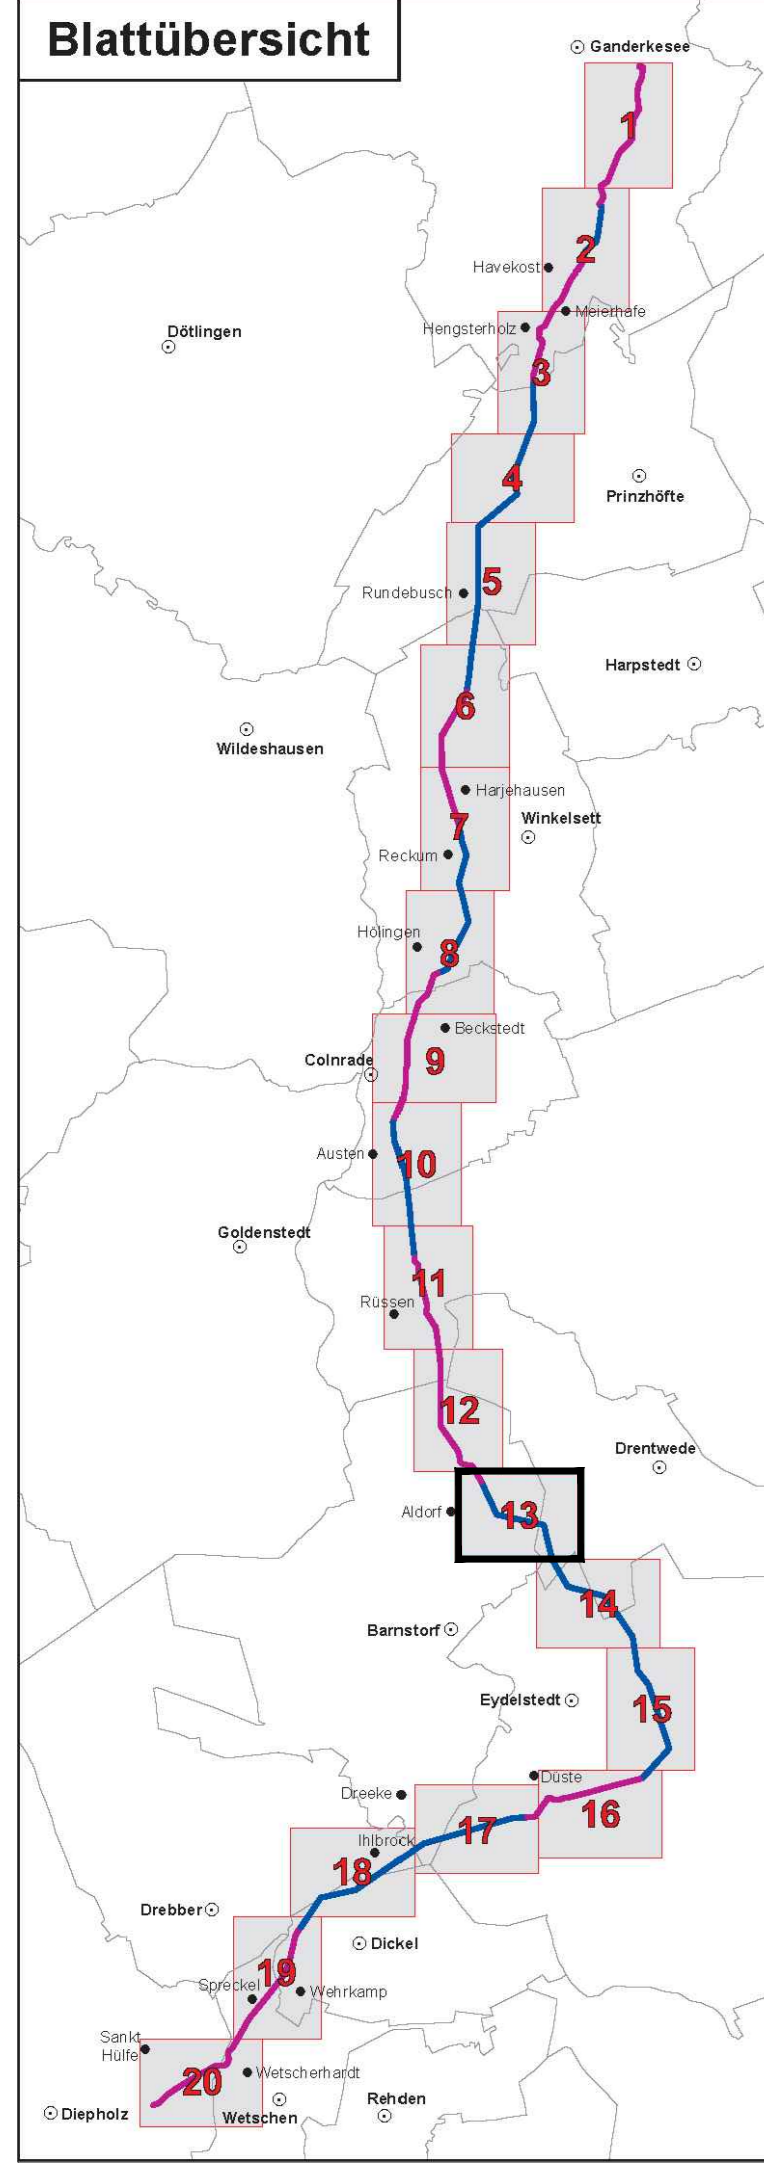 Blattübersicht
Ganderkesee
1
2
Havekost
Meierhafe
Hengsterholz
Dötlingen
3
4
Prinzhöfte
5
Rundebusch
Harpstedt
6
Wildeshausen
Harjehausen
Winkelsett
7
Reckum
Hölingen
8
Beckstedt
Colnrade
9
Austen
10
Goldenstedt
11
Rüssen
12
Drentwede
Aldorf
13
14
Barnstorf
Eydelstedt
15
Düste
Dreeke
16
17
Ihlbrock
18
Drebber
Dickel
19
Spreckel
Wehrkamp
Sankt
Hülfe
20
Wetscherhardt
Diepholz
Wetschen
Rehden